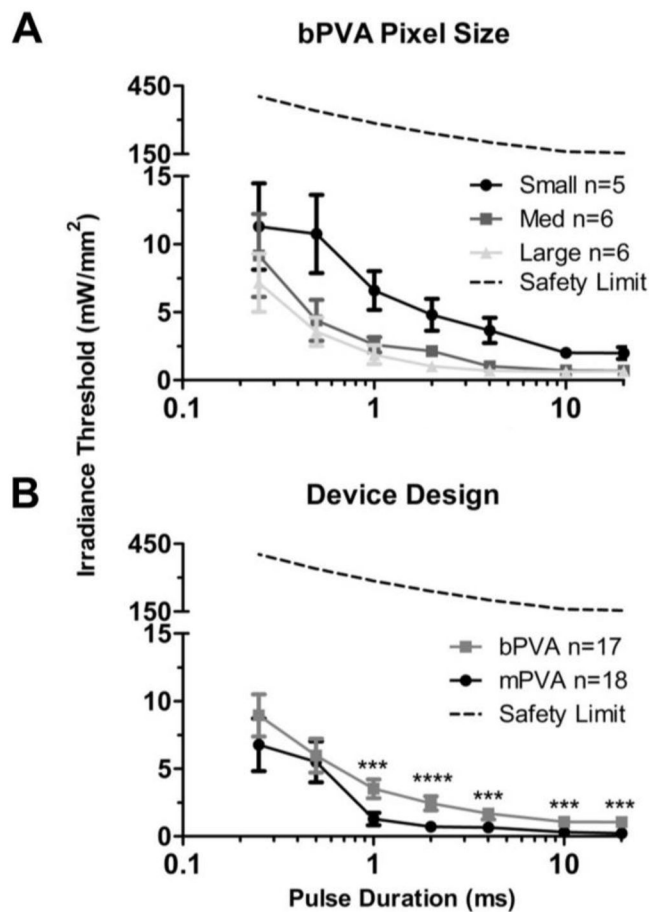 A
bPVA Pixel Size
450
150
15
10
5
0
0.1
1
10
Small n=5
Med n=6
Large n=6
Safety Limit
Irradiance Threshold (mW/mm²)
B
Device Design
450
150
15
10
5
0
0.1
1
10
bPVA n=17
mPVA n=18
Safety Limit
***
****
***
***
***
Pulse Duration (ms)